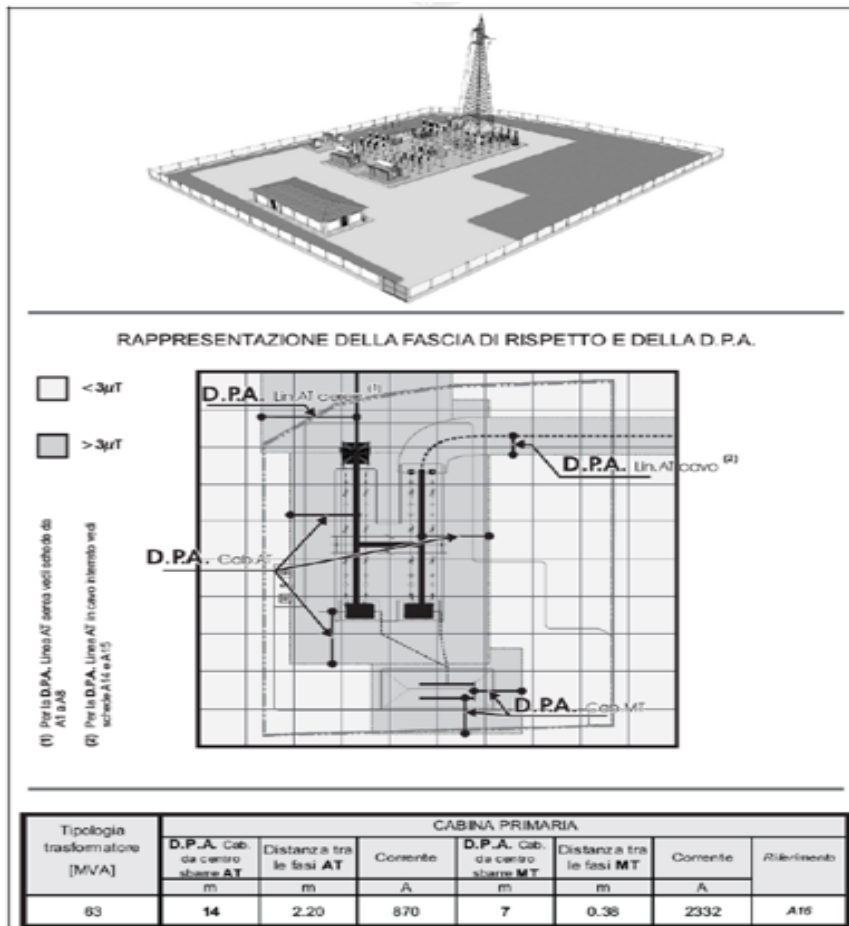 RAPPRESENTAZIONE DELLA FASCIA DI RISPETTO E DELLA D.P.A.
< 3µT
> 3µT
D.P.A. Lin. AT aerea (1)
D.P.A. Lin. AT cavo (2)
D.P.A. Cab. AT
D.P.A. Cab. MT
(1) Per la D.P.A. Linea AT aerea vedi schede da
A1 a A8
(2) Per la D.P.A. Linea AT in cavo interrato vedi
schede A14 e A15
Tipologia
trasformatore
[MVA]
CABINA PRIMARIA
D.P.A. Cab.
da centro
sbarre AT
Distanza tra
le fasi AT
Corrente
D.P.A. Cab.
da centro
sbarre MT
Distanza tra
le fasi MT
Corrente
Riferimento
m
m
A
m
m
A
63
14
2.20
870
7
0.38
2332
A16